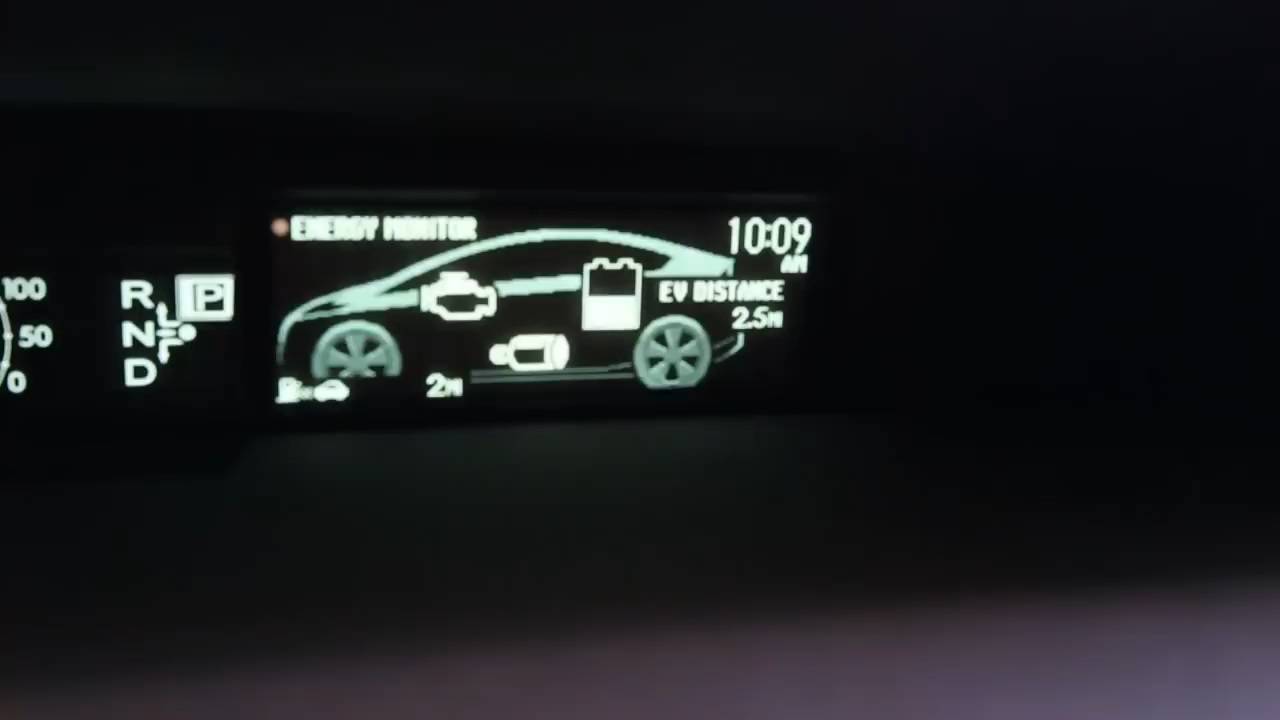 ENERGY MONITOR
10:09
AM
100
R P
EV DISTANCE
50
N
2.5M
0
D
2M